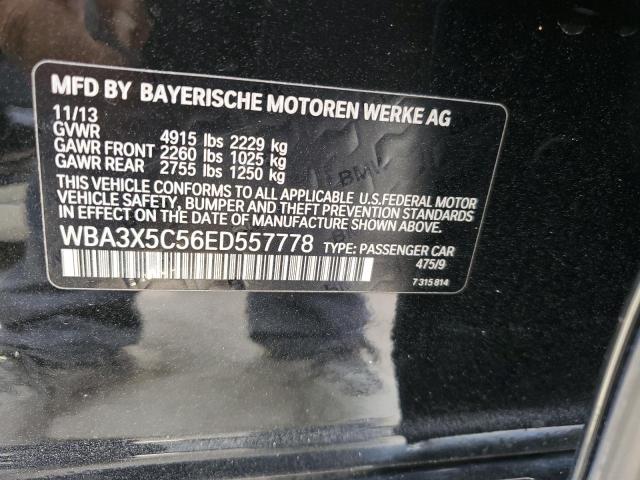 MFD BY BAYERISCHE MOTOREN WERKE AG
11/13
GVWR 4915 lbs 2229 kg
GAWR FRONT 2260 lbs 1025 kg
GAWR REAR 2755 lbs 1250 kg
THIS VEHICLE CONFORMS TO ALL APPLICABLE U.S. FEDERAL MOTOR
VEHICLE SAFETY, BUMPER AND THEFT PREVENTION STANDARDS
IN EFFECT ON THE DATE OF MANUFACTURE SHOWN ABOVE.
WBA3X5C56ED557778 TYPE: PASSENGER CAR
475/9
7 315 814